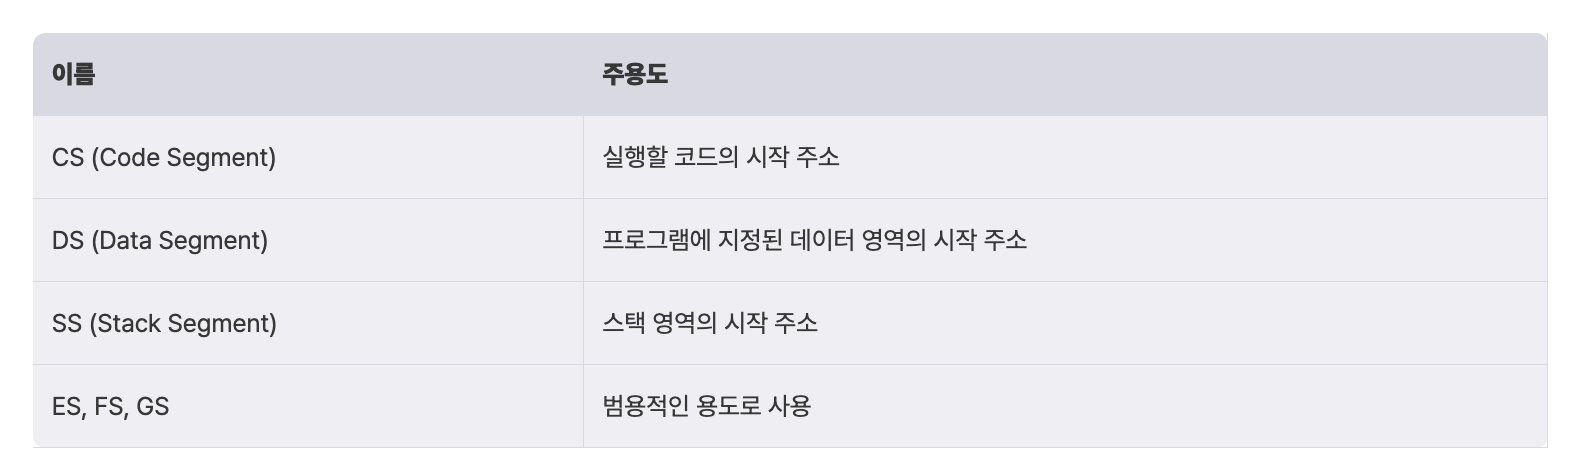 이름 주용도
CS (Code Segment) 실행할 코드의 시작 주소
DS (Data Segment) 프로그램에 지정된 데이터 영역의 시작 주소
SS (Stack Segment) 스택 영역의 시작 주소
ES, FS, GS 범용적인 용도로 사용